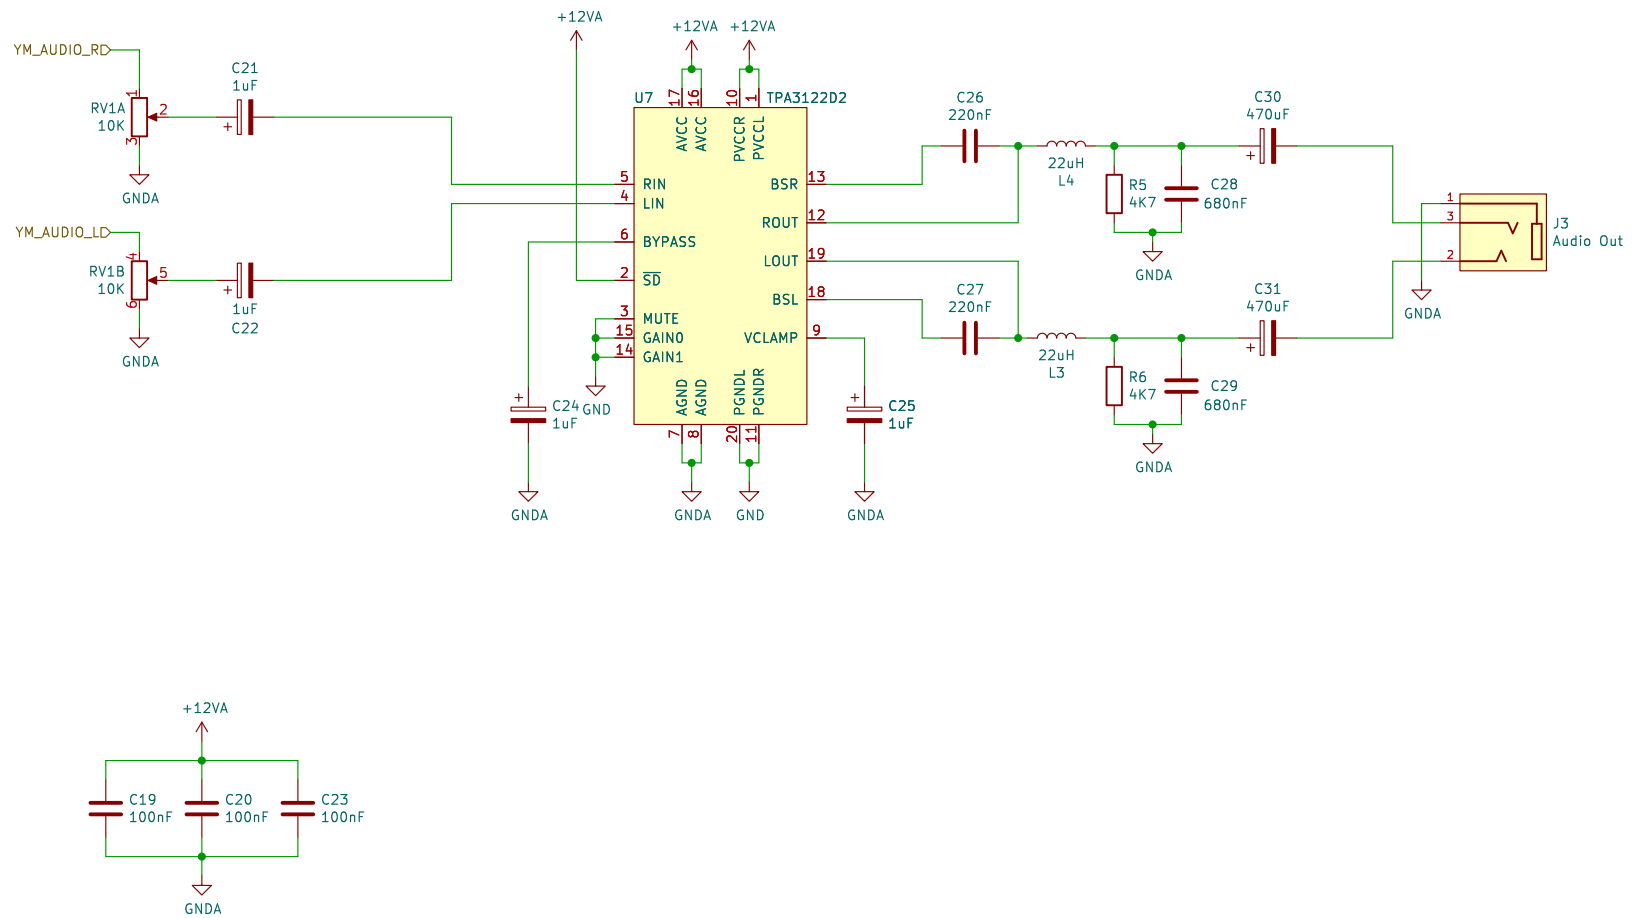 +12VA
+12VA
+12VA
YM_AUDIO_R
C21
1uF
1
RV1A
10K
2
+
3
GNDA
YM_AUDIO_L
4
RV1B
10K
5
+
6
1uF
C22
GNDA
U7
TPA3122D2
17
16
10
1
AVCC
AVCC
PVCCR
PVCCL
5
RIN
4
LIN
6
BYPASS
2
SD
3
MUTE
15
GAIN0
14
GAIN1
BSR
13
ROUT
12
LOUT
19
BSL
18
VCLAMP
9
AGND
AGND
PGNDL
PGNDR
7
8
20
11
GND
+
C24
1uF
GNDA
GNDA
GND
+
C25
1uF
GNDA
C26
220nF
22uH
L4
R5
4K7
C28
680nF
GNDA
C30
470uF
+
C27
220nF
22uH
L3
R6
4K7
C29
680nF
GNDA
C31
470uF
+
1
3
2
J3
Audio Out
GNDA
+12VA
C19
100nF
C20
100nF
C23
100nF
GNDA